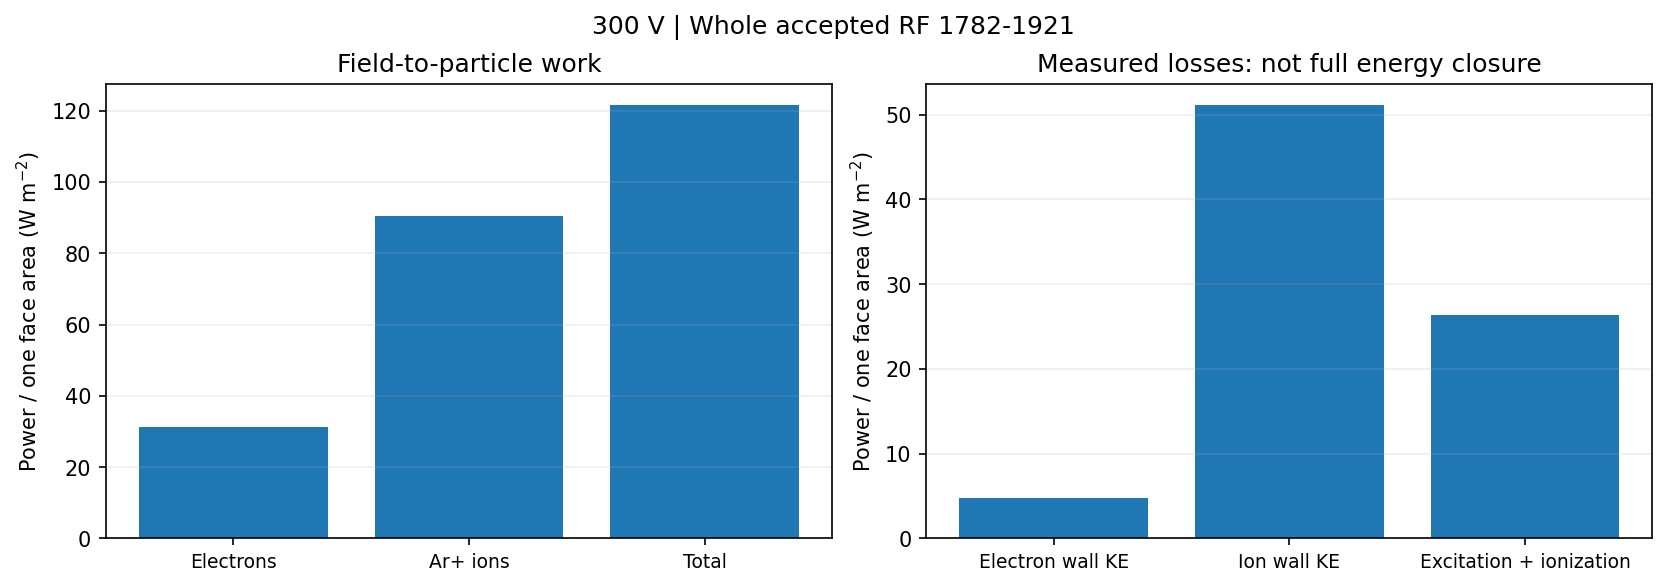 300 V | Whole accepted RF 1782-1921
Field-to-particle work
Power / one face area (W m⁻²)
120
100
80
60
40
20
0
Electrons
Ar+ ions
Total
Measured losses: not full energy closure
Power / one face area (W m⁻²)
50
40
30
20
10
0
Electron wall KE
Ion wall KE
Excitation + ionization